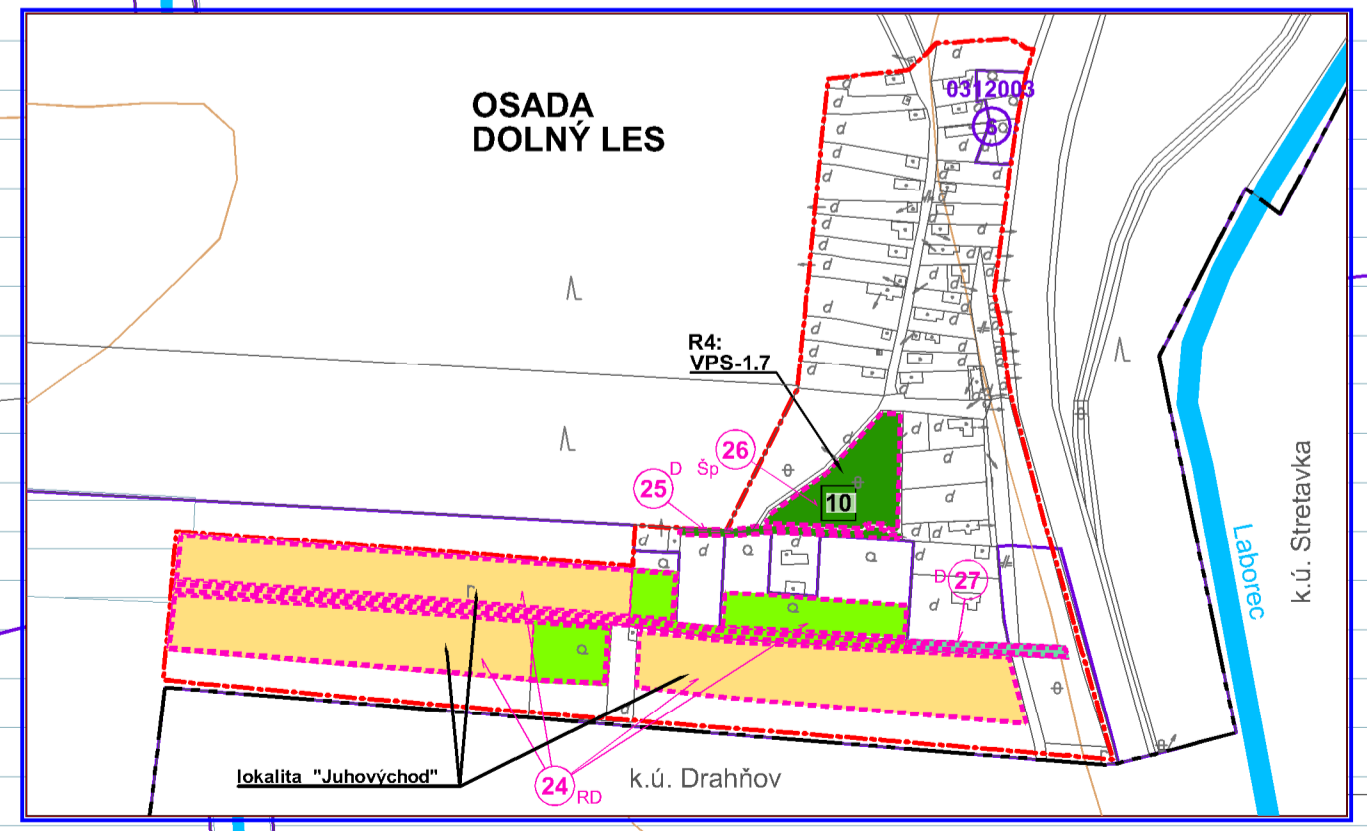 OSADA
DOLNÝ LES
0312003
6
R4:
VPS-1.7
26
Šp
D
25
10
D
27
Laborec
k.ú. Stretavka
lokalita "Juhovýchod"
24
RD
k.ú. Drahňov